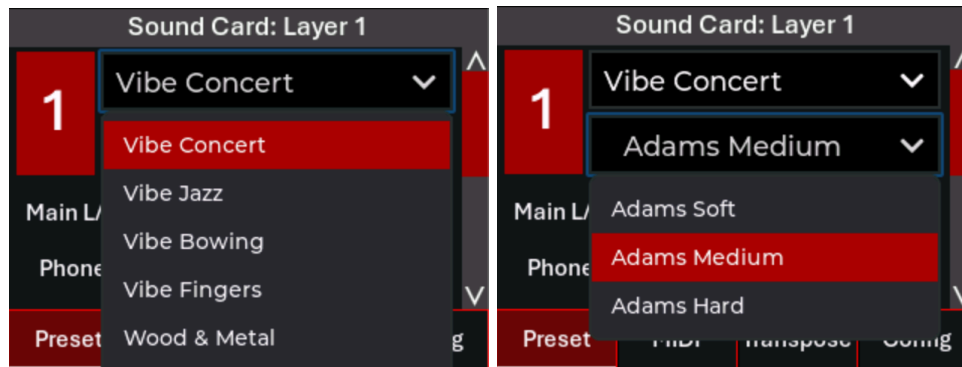 Sound Card: Layer 1
1
Vibe Concert
Vibe Concert
Vibe Jazz
Main L/
Vibe Bowing
Phone
Vibe Fingers
Preset
Wood & Metal
g
Sound Card: Layer 1
1
Vibe Concert
Adams Medium
Main L/
Adams Soft
Adams Medium
Phone
Adams Hard
Preset
MIDI
Transpose
Config